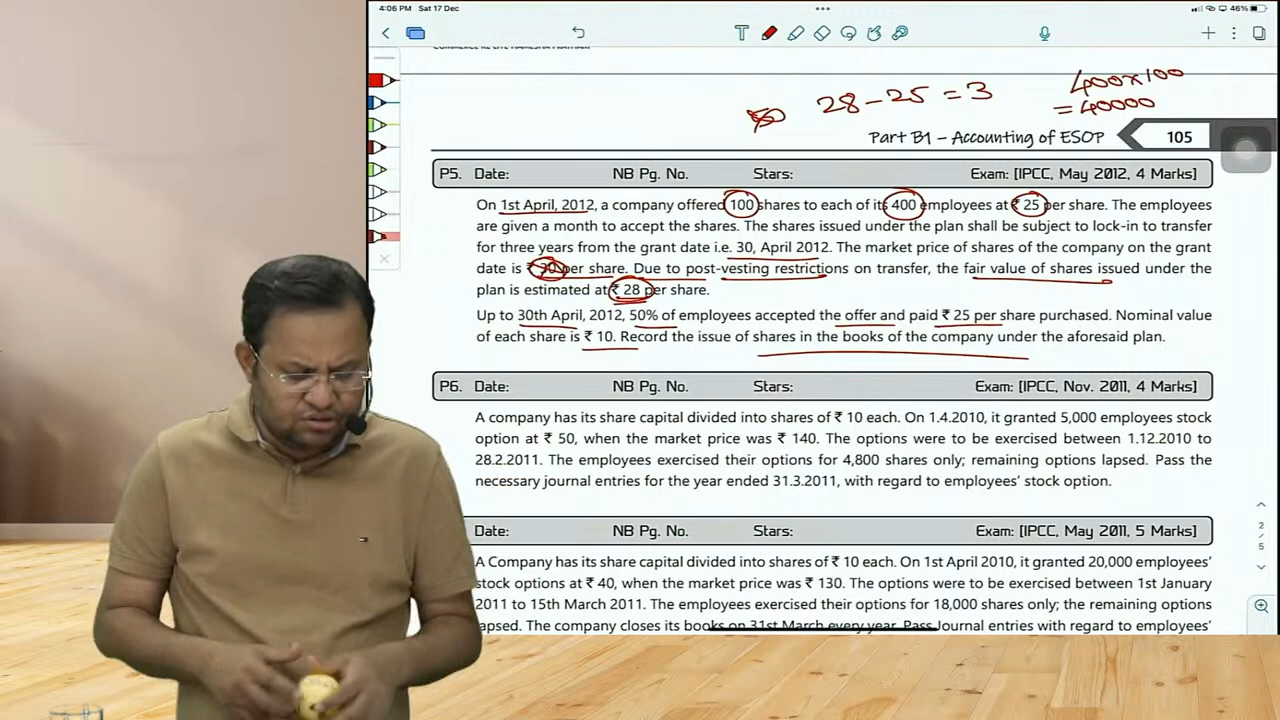 4:06 PM Sat 17 Dec
46%
28 - 25 = 3
400x100
= 40000
50
Part B1 – Accounting of ESOP
105
P5. Date: NB Pg. No. Stars: Exam: [IPCC, May 2012, 4 Marks]
On 1st April, 2012, a company offered 100 shares to each of its 400 employees at ₹ 25 per share. The employees
are given a month to accept the shares. The shares issued under the plan shall be subject to lock-in to transfer
for three years from the grant date i.e. 30, April 2012. The market price of shares of the company on the grant
date is ₹ 30 per share. Due to post-vesting restrictions on transfer, the fair value of shares issued under the
plan is estimated at ₹ 28 per share.
Up to 30th April, 2012, 50% of employees accepted the offer and paid ₹ 25 per share purchased. Nominal value
of each share is ₹ 10. Record the issue of shares in the books of the company under the aforesaid plan.
P6. Date: NB Pg. No. Stars: Exam: [IPCC, Nov. 2011, 4 Marks]
A company has its share capital divided into shares of ₹ 10 each. On 1.4.2010, it granted 5,000 employees stock
option at ₹ 50, when the market price was ₹ 140. The options were to be exercised between 1.12.2010 to
28.2.2011. The employees exercised their options for 4,800 shares only; remaining options lapsed. Pass the
necessary journal entries for the year ended 31.3.2011, with regard to employees' stock option.
Date: NB Pg. No. Stars: Exam: [IPCC, May 2011, 5 Marks]
A Company has its share capital divided into shares of ₹ 10 each. On 1st April 2010, it granted 20,000 employees'
stock options at ₹ 40, when the market price was ₹ 130. The options were to be exercised between 1st January
2011 to 15th March 2011. The employees exercised their options for 18,000 shares only; the remaining options
lapsed. The company closes its books on 31st March every year. Pass Journal entries with regard to employees'
2
5